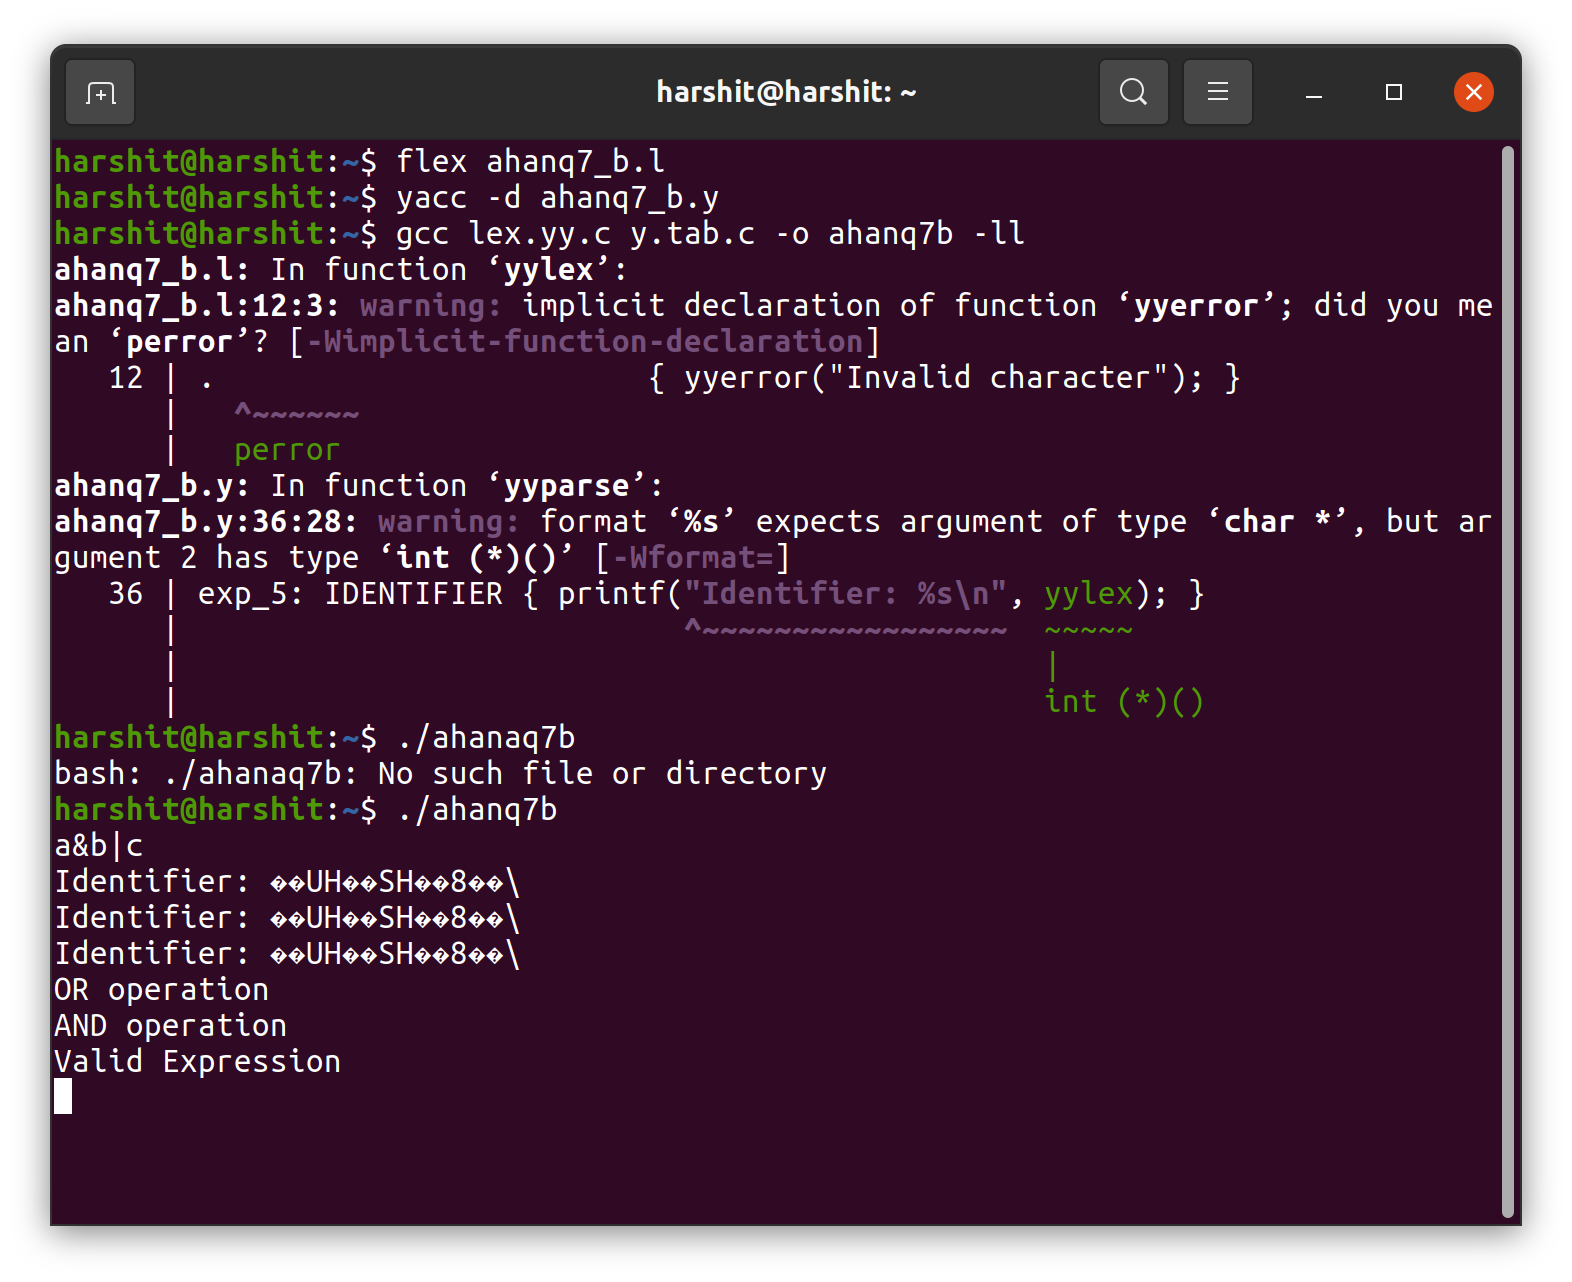 harshit@harshit: ~
harshit@harshit:~$ flex ahanq7_b.l
harshit@harshit:~$ yacc -d ahanq7_b.y
harshit@harshit:~$ gcc lex.yy.c y.tab.c -o ahanq7b -ll
ahanq7_b.l: In function ‘yylex’:
ahanq7_b.l:12:3: warning: implicit declaration of function ‘yyerror’; did you me
an ‘perror’? [-Wimplicit-function-declaration]
   12 | .                        { yyerror("Invalid character"); }
      |   ^~~~~~~
      |   perror
ahanq7_b.y: In function ‘yyparse’:
ahanq7_b.y:36:28: warning: format ‘%s’ expects argument of type ‘char *’, but ar
gument 2 has type ‘int (*)()’ [-Wformat=]
   36 | exp_5: IDENTIFIER { printf("Identifier: %s\n", yylex); }
      |                            ^~~~~~~~~~~~~~~~~~  ~~~~~
      |                                                |
      |                                                int (*)()
harshit@harshit:~$ ./ahanaq7b
bash: ./ahanaq7b: No such file or directory
harshit@harshit:~$ ./ahanq7b
a&b|c
Identifier: ��UH��SH��8��\
Identifier: ��UH��SH��8��\
Identifier: ��UH��SH��8��\
OR operation
AND operation
Valid Expression